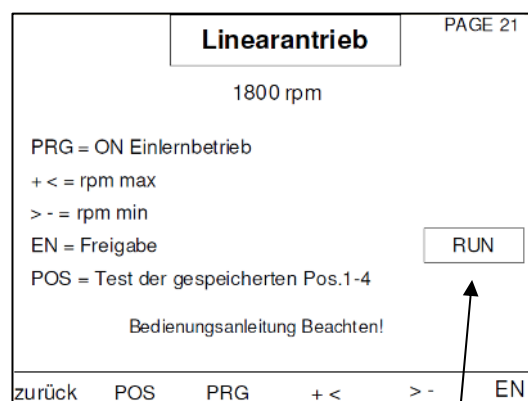 PAGE 21
Linearantrieb
1800 rpm
PRG = ON Einlernbetrieb
+ < = rpm max
> - = rpm min
EN = Freigabe
RUN
POS = Test der gespeicherten Pos.1-4
Bedienungsanleitung Beachten!
zurück POS PRG + < > - EN